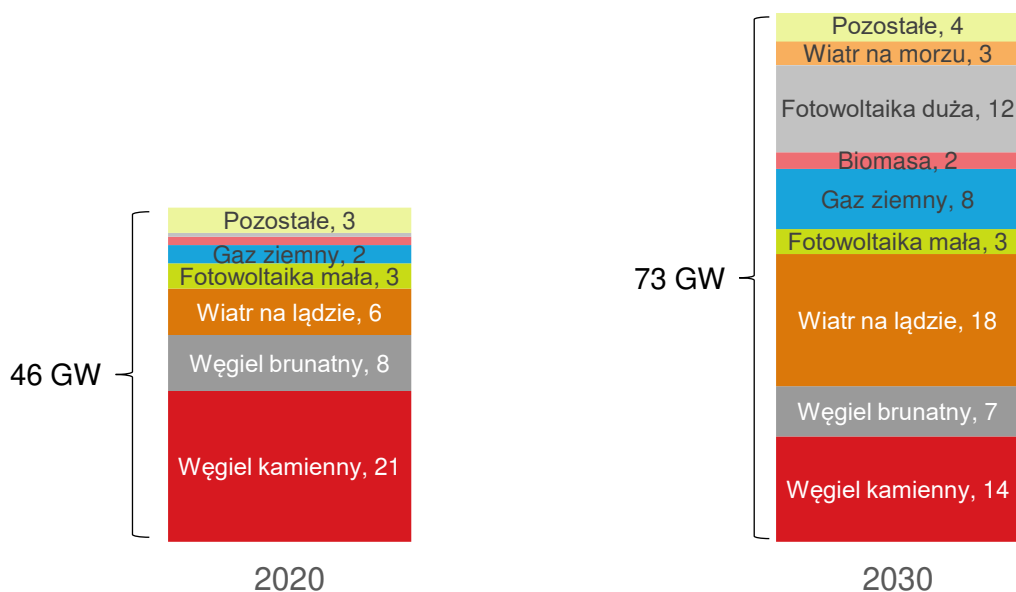 46 GW
Pozostałe, 3
Gaz ziemny, 2
Fotowoltaika mała, 3
Wiatr na lądzie, 6
Węgiel brunatny, 8
Węgiel kamienny, 21
2020
73 GW
Pozostałe, 4
Wiatr na morzu, 3
Fotowoltaika duża, 12
Biomasa, 2
Gaz ziemny, 8
Fotowoltaika mała, 3
Wiatr na lądzie, 18
Węgiel brunatny, 7
Węgiel kamienny, 14
2030